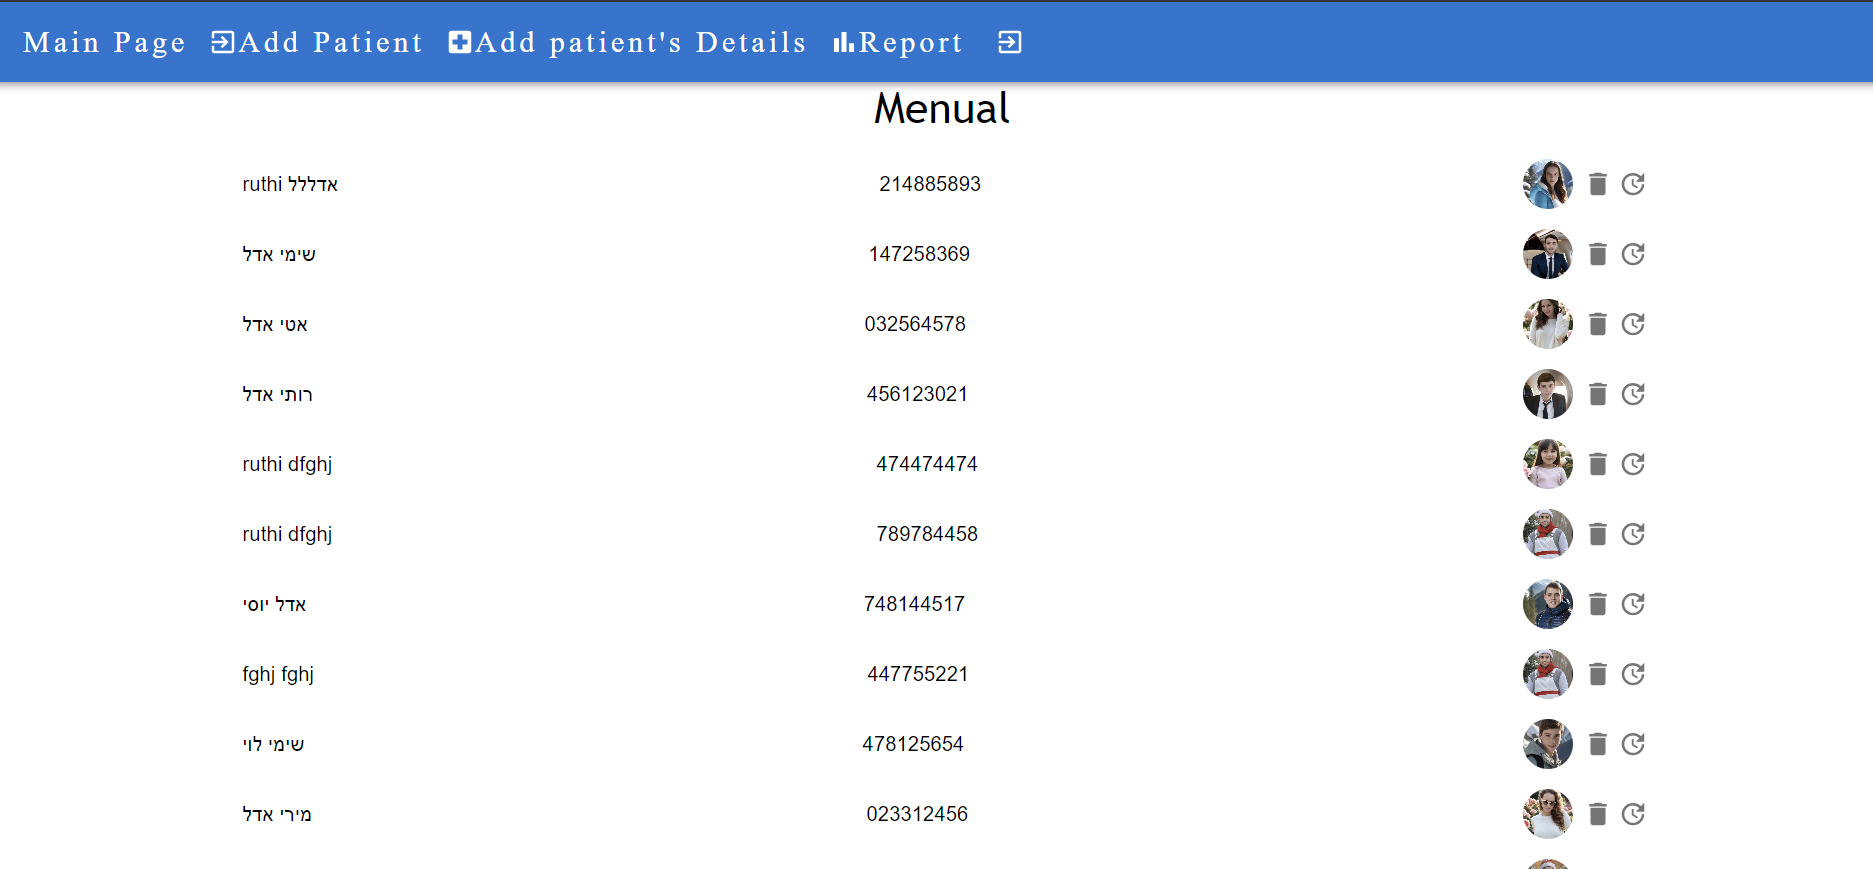 Main Page Add Patient Add patient's Details Report
Menual
ruthi אדללל 214885893
שימי אדל 147258369
אטי אדל 032564578
רותי אדל 456123021
ruthi dfghj 474474474
ruthi dfghj 789784458
אדל יוסי 748144517
fghj fghj 447755221
שימי לוי 478125654
מירי אדל 023312456